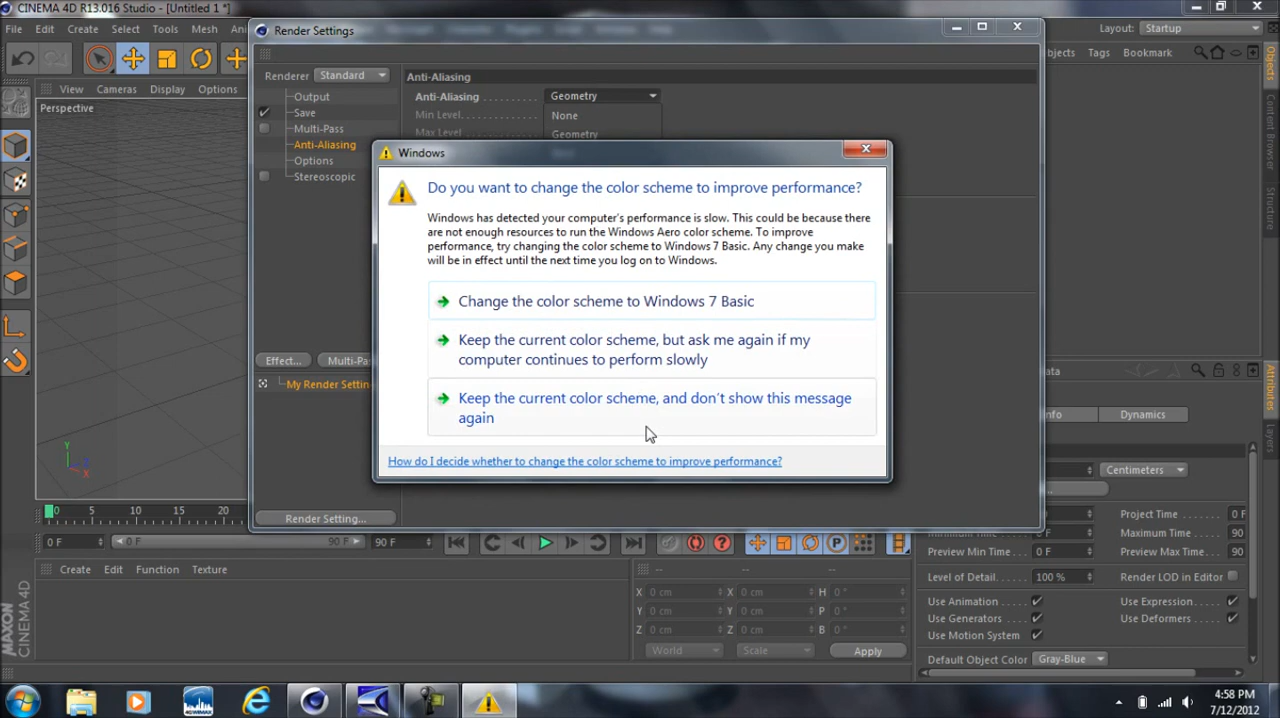 CINEMA 4D R13.016 Studio - [Untitled 1 *]
File Edit Create Select Tools Mesh
Layout: Startup
Render Settings
Objects
Tags Bookmark
View Cameras Display Options
Perspective
Renderer Standard
Output
Save
Multi-Pass
Anti-Aliasing
Options
Stereoscopic
Anti-Aliasing
Anti-Aliasing Geometry
Min Level None
Max Level Geometry
Windows
Do you want to change the color scheme to improve performance?
Windows has detected your computer's performance is slow. This could be because there
are not enough resources to run the Windows Aero color scheme. To improve
performance, try changing the color scheme to Windows 7 Basic. Any change you make
will be in effect until the next time you log on to Windows.
Change the color scheme to Windows 7 Basic
Keep the current color scheme, but ask me again if my
computer continues to perform slowly
Keep the current color scheme, and don't show this message
again
How do I decide whether to change the color scheme to improve performance?
Effect...
My Render Setting
Render Setting...
Content Browser
Structure
Attributes
Layers
Dynamics
Centimeters
Project Time 0 F
Minimum Time Maximum Time 90
Preview Min Time 0 F Preview Max Time 90
Level of Detail 100 % Render LOD in Editor
Use Animation Use Expression
Use Generators Use Deformers
Use Motion System
Default Object Color Gray-Blue
Y
Z
X
0 5 10 15 20
0 F 0 F 90 F 90 F
Create Edit Function Texture
-- -- --
X 0 cm X 0 cm H 0°
Y 0 cm Y 0 cm P 0°
Z 0 cm Z 0 cm B 0°
World Scale Apply
MAXON
CINEMA 4D
4:58 PM
7/12/2012